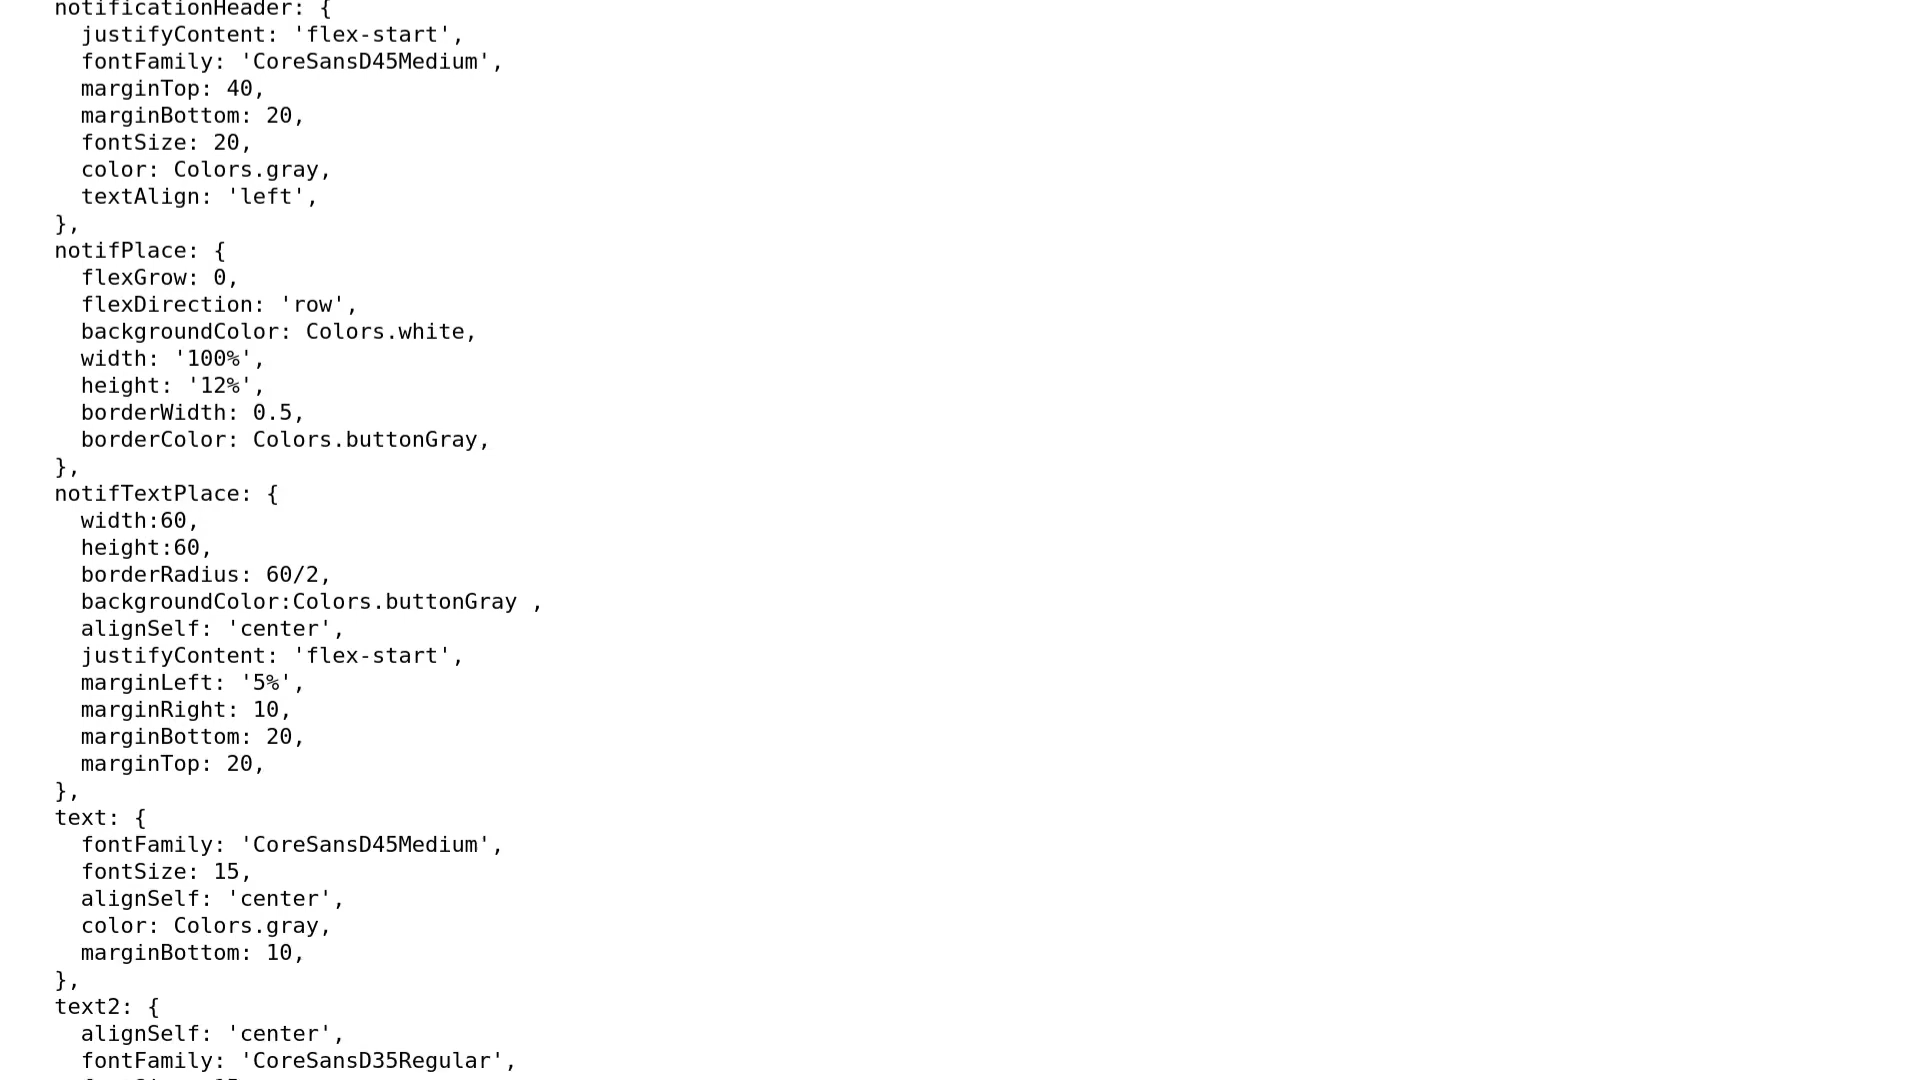 notificationHeader: {
  justifyContent: 'flex-start',
  fontFamily: 'CoreSansD45Medium',
  marginTop: 40,
  marginBottom: 20,
  fontSize: 20,
  color: Colors.gray,
  textAlign: 'left',
},
notifPlace: {
  flexGrow: 0,
  flexDirection: 'row',
  backgroundColor: Colors.white,
  width: '100%',
  height: '12%',
  borderWidth: 0.5,
  borderColor: Colors.buttonGray,
},
notifTextPlace: {
  width:60,
  height:60,
  borderRadius: 60/2,
  backgroundColor:Colors.buttonGray ,
  alignSelf: 'center',
  justifyContent: 'flex-start',
  marginLeft: '5%',
  marginRight: 10,
  marginBottom: 20,
  marginTop: 20,
},
text: {
  fontFamily: 'CoreSansD45Medium',
  fontSize: 15,
  alignSelf: 'center',
  color: Colors.gray,
  marginBottom: 10,
},
text2: {
  alignSelf: 'center',
  fontFamily: 'CoreSansD35Regular',